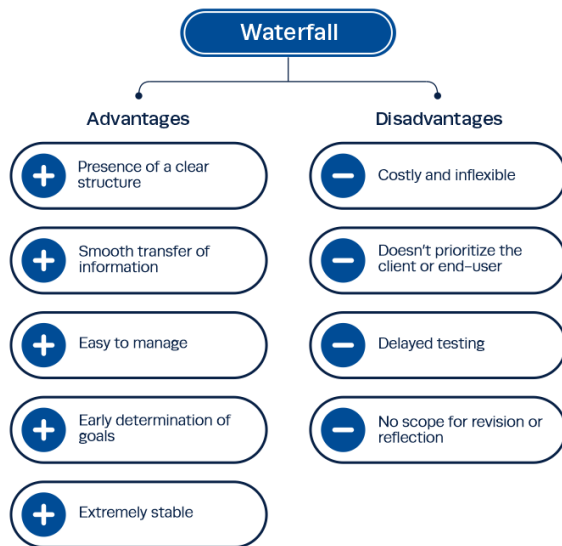 Waterfall
Advantages
Presence of a clear
structure
Smooth transfer of
information
Easy to manage
Early determination of
goals
Extremely stable
Disadvantages
Costly and inflexible
Doesn't prioritize the
client or end-user
Delayed testing
No scope for revision or
reflection